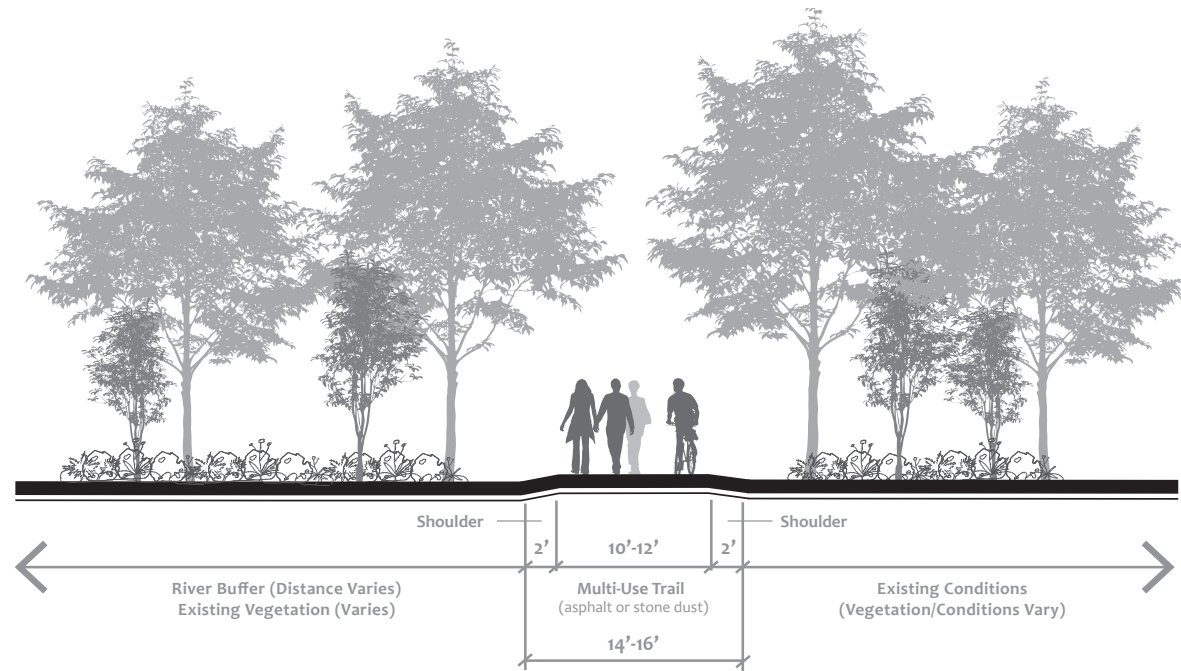 Shoulder
Shoulder
2’
10’-12’
2’
River Buffer (Distance Varies)
Existing Vegetation (Varies)
Multi-Use Trail
(asphalt or stone dust)
Existing Conditions
(Vegetation/Conditions Vary)
14’-16’